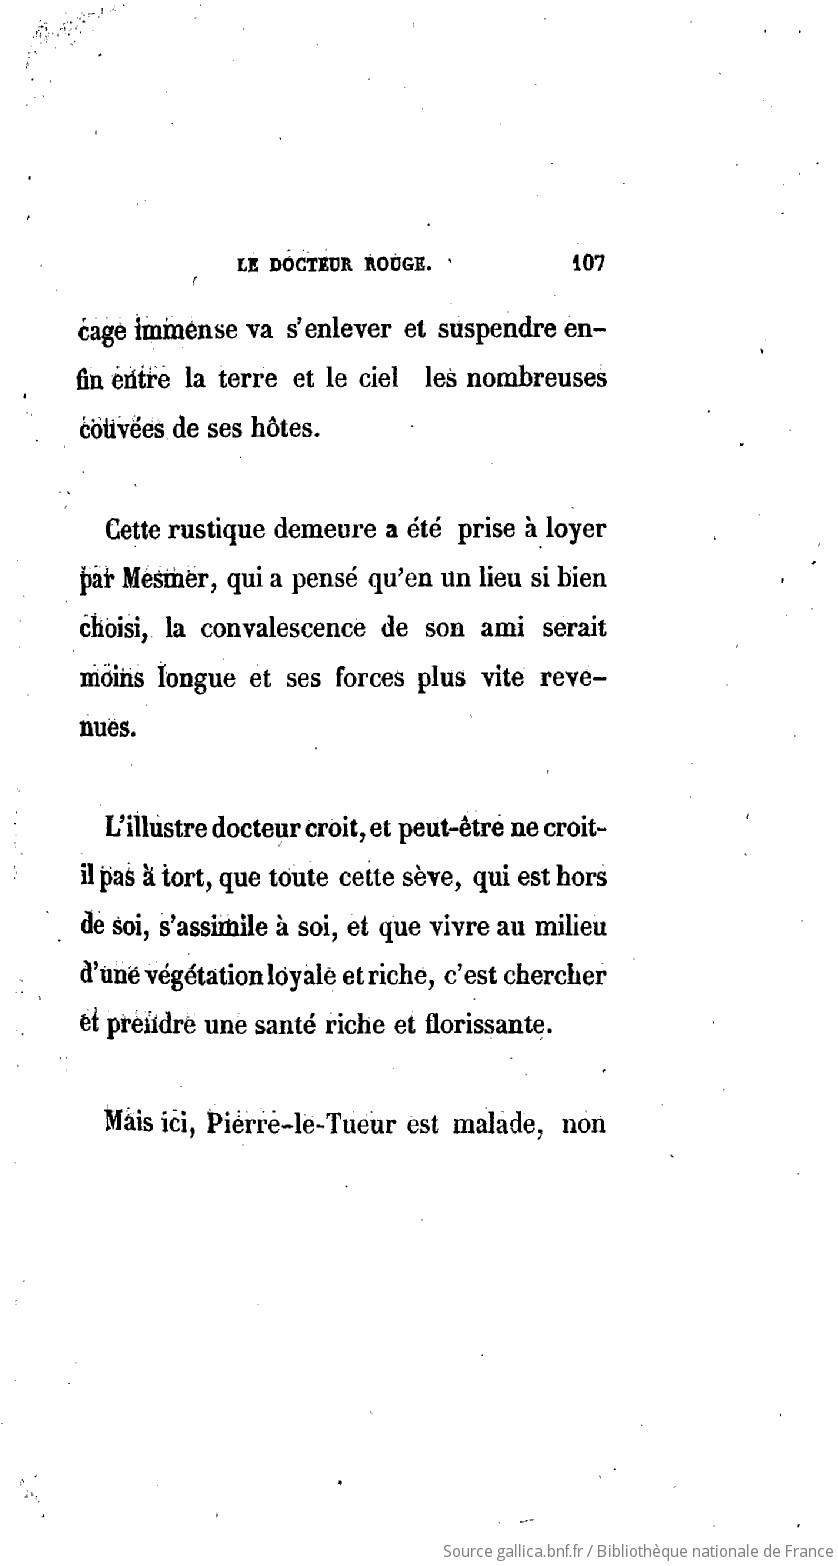 LE DOCTEUR ROUGE. 107
cage immense va s'enlever et suspendre en-
fin entre la terre et le ciel les nombreuses
couvées de ses hôtes.
Cette rustique demeure a été prise à loyer
par Mesmer, qui a pensé qu'en un lieu si bien
choisi, la convalescence de son ami serait
moins longue et ses forces plus vite reve-
nues.
L'illustre docteur croit, et peut-être ne croit-
il pas à tort, que toute cette sève, qui est hors
de soi, s'assimile à soi, et que vivre au milieu
d'une végétation loyale et riche, c'est chercher
et prendre une santé riche et florissante.
Mais ici, Pierre-le-Tueur est malade, non
Source gallica.bnf.fr / Bibliothèque nationale de France